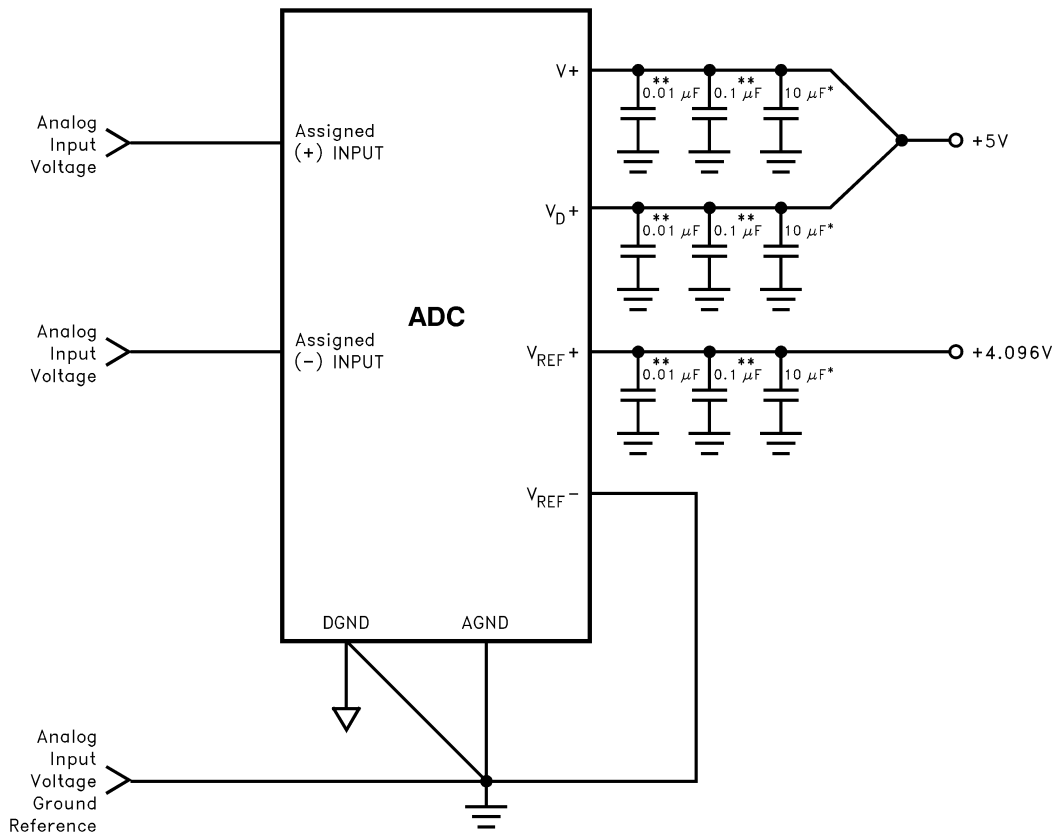 V+
**
0.01 µF
**
0.1 µF
10 µF*
+5V
Analog
Input
Voltage
Assigned
(+) INPUT
VD+
**
0.01 µF
**
0.1 µF
10 µF*
ADC
Analog
Input
Voltage
Assigned
(−) INPUT
VREF+
**
0.01 µF
**
0.1 µF
10 µF*
+4.096V
VREF−
DGND
AGND
Analog
Input
Voltage
Ground
Reference